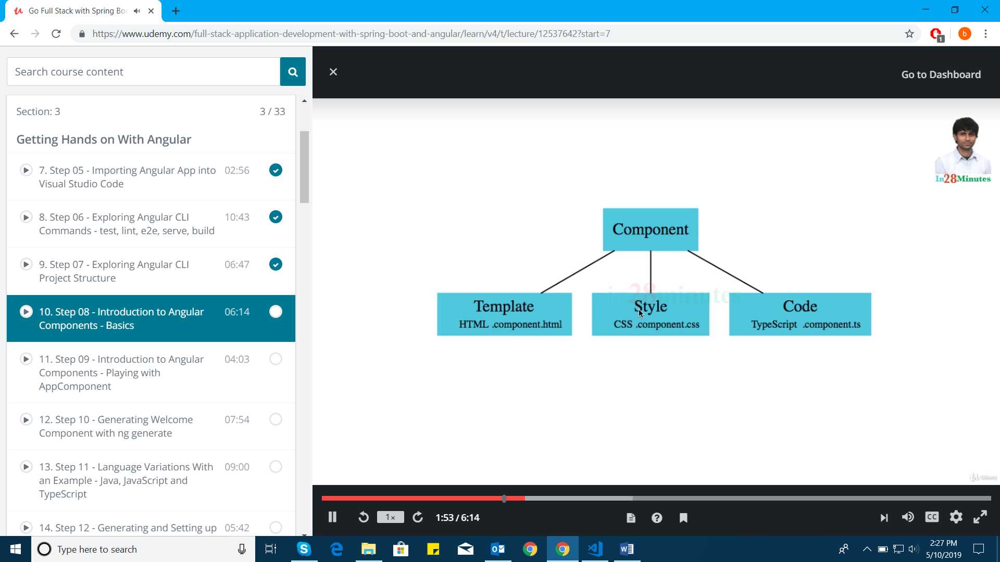 Go Full Stack with Spring Bo
https://www.udemy.com/full-stack-application-development-with-spring-boot-and-angular/learn/v4/t/lecture/12537642?start=7
1
b
Search course content
Go to Dashboard
Section: 3
3 / 33
Getting Hands on With Angular
7. Step 05 - Importing Angular App into 02:56
Visual Studio Code
8. Step 06 - Exploring Angular CLI 10:43
Commands - test, lint, e2e, serve, build
9. Step 07 - Exploring Angular CLI 06:47
Project Structure
10. Step 08 - Introduction to Angular 06:14
Components - Basics
11. Step 09 - Introduction to Angular 04:03
Components - Playing with
AppComponent
12. Step 10 - Generating Welcome 07:54
Component with ng generate
13. Step 11 - Language Variations With 09:00
an Example - Java, JavaScript and
TypeScript
14. Step 12 - Generating and Setting up 05:42
In28Minutes
Component
in28minutes
Template
HTML .component.html
Style
CSS .component.css
Code
TypeScript .component.ts
Udemy
1x
1:53 / 6:14
CC
Type here to search
2:27 PM
5/10/2019